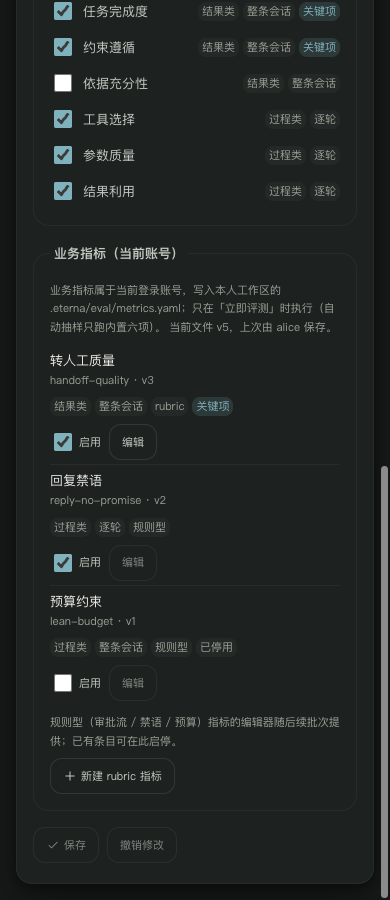 任务完成度 结果类 整条会话 关键项
约束遵循 结果类 整条会话 关键项
依据充分性 结果类 整条会话
工具选择 过程类 逐轮
参数质量 过程类 逐轮
结果利用 过程类 逐轮
业务指标（当前账号）
业务指标属于当前登录账号，写入本人工作区的
.eterna/eval/metrics.yaml；只在「立即评测」时执行（自
动抽样只跑内置六项）。 当前文件 v5，上次由 alice 保存。
转人工质量
handoff-quality · v3
结果类 整条会话 rubric 关键项
启用 编辑
回复禁语
reply-no-promise · v2
过程类 逐轮 规则型
启用 编辑
预算约束
lean-budget · v1
过程类 整条会话 规则型 已停用
启用 编辑
规则型（审批流 / 禁语 / 预算）指标的编辑器随后续批次提
供；已有条目可在此启停。
＋ 新建 rubric 指标
✓ 保存 撤销修改